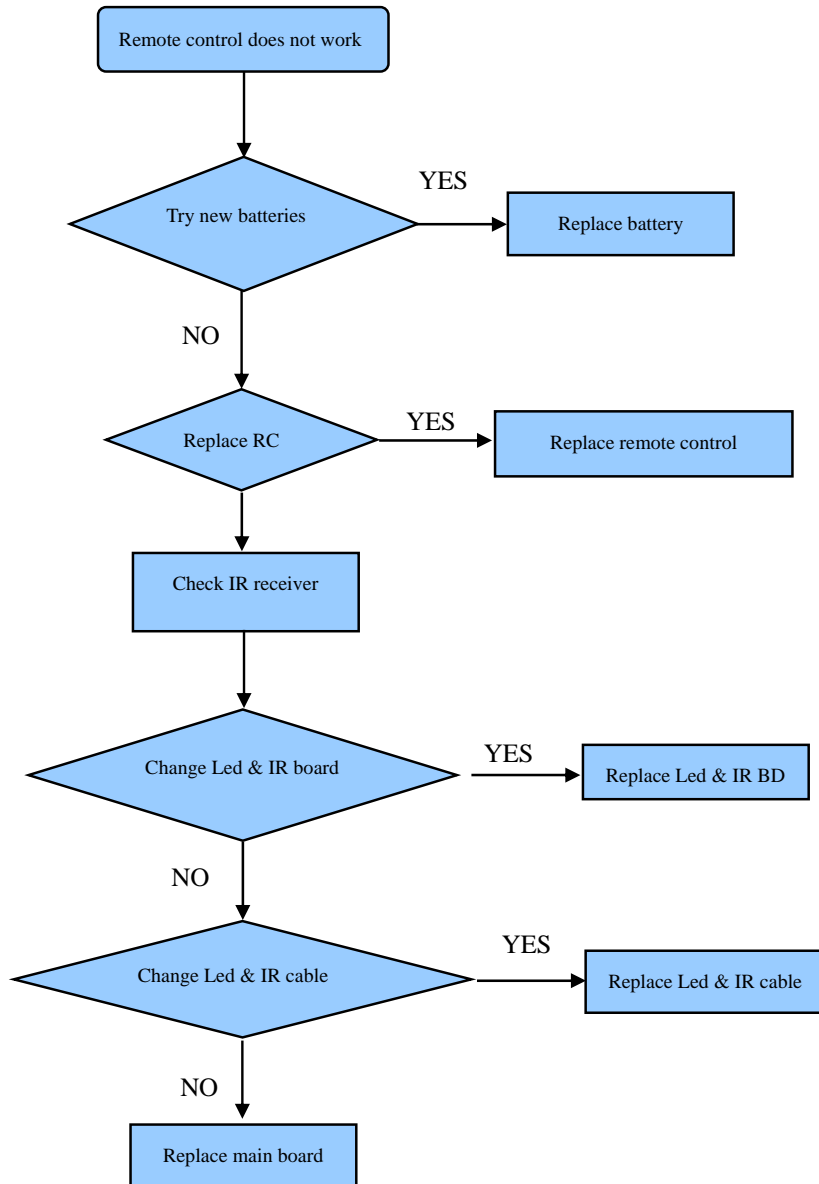 Remote control does not work
YES
Try new batteries
Replace battery
NO
YES
Replace RC
Replace remote control
Check IR receiver
YES
Change Led & IR board
Replace Led & IR BD
NO
YES
Change Led & IR cable
Replace Led & IR cable
NO
Replace main board